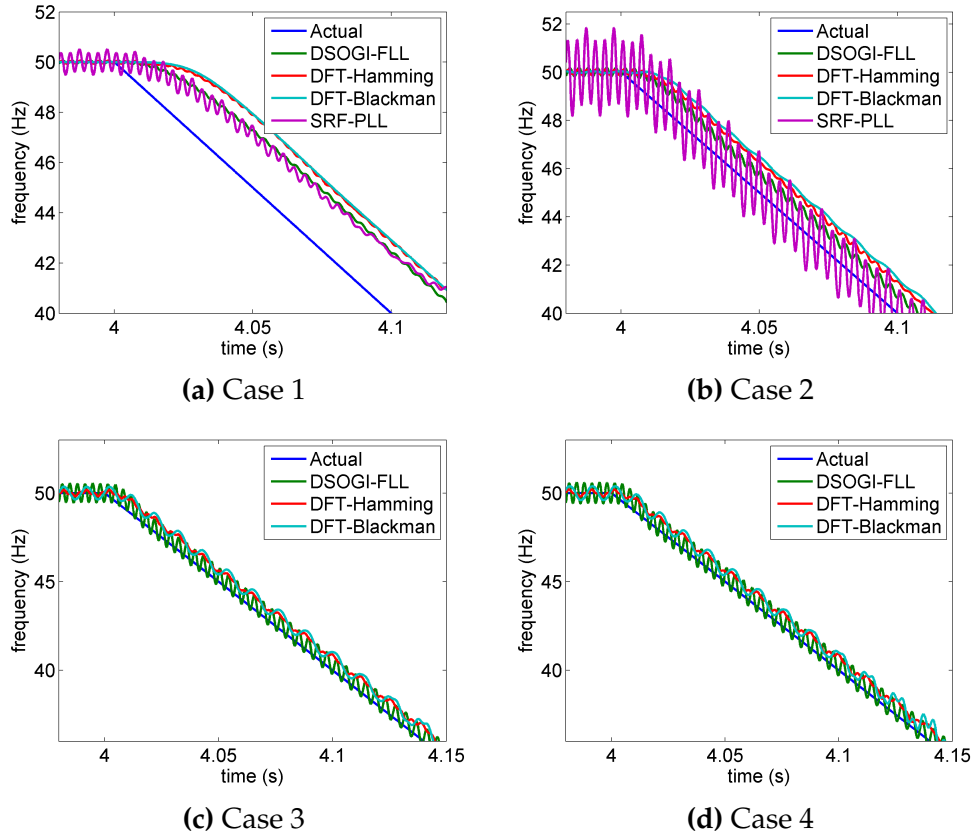 52
50
48
46
44
42
40
frequency (Hz)
Actual
DSOGI-FLL
DFT-Hamming
DFT-Blackman
SRF-PLL
4
4.05
4.1
time (s)
(a) Case 1
52
50
48
46
44
42
40
frequency (Hz)
Actual
DSOGI-FLL
DFT-Hamming
DFT-Blackman
SRF-PLL
4
4.05
4.1
time (s)
(b) Case 2
50
45
40
frequency (Hz)
Actual
DSOGI-FLL
DFT-Hamming
DFT-Blackman
4
4.05
4.1
4.15
time (s)
(c) Case 3
50
45
40
frequency (Hz)
Actual
DSOGI-FLL
DFT-Hamming
DFT-Blackman
4
4.05
4.1
4.15
time (s)
(d) Case 4